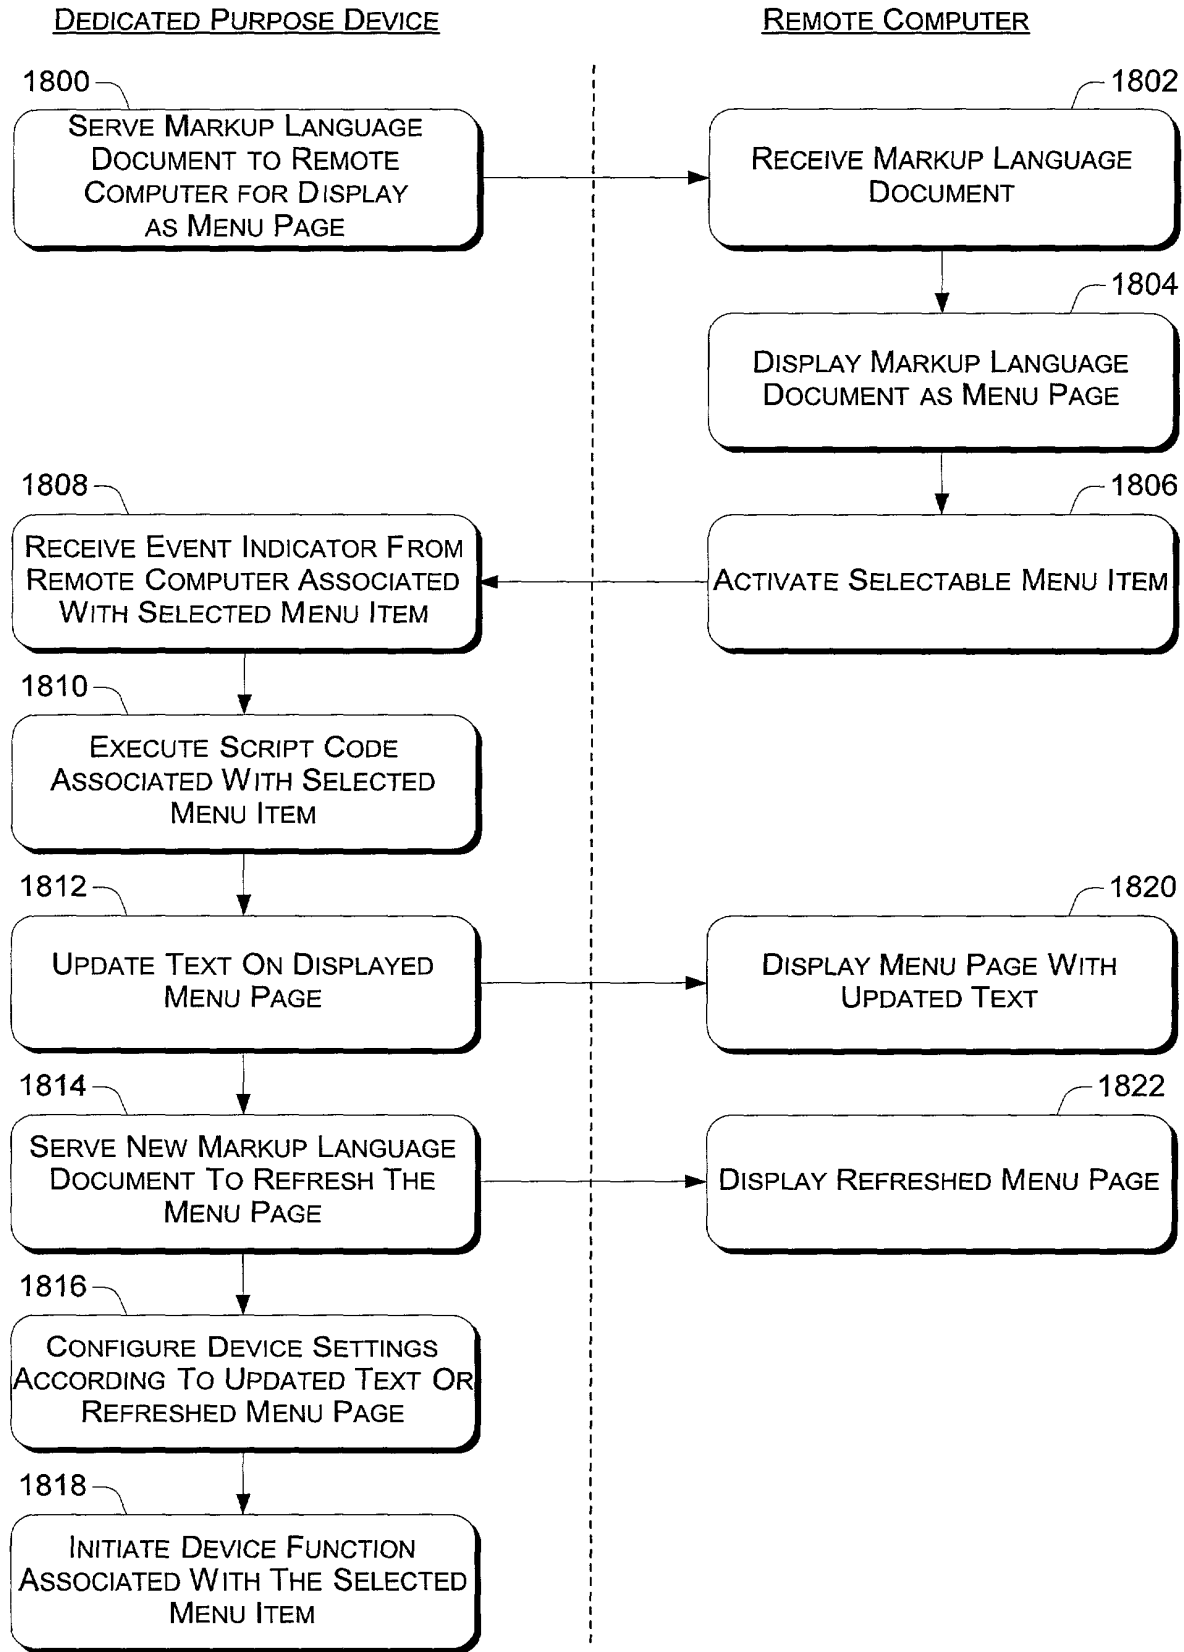 DEDICATED PURPOSE DEVICE
REMOTE COMPUTER
1800
SERVE MARKUP LANGUAGE
DOCUMENT TO REMOTE
COMPUTER FOR DISPLAY
AS MENU PAGE
1802
RECEIVE MARKUP LANGUAGE
DOCUMENT
1804
DISPLAY MARKUP LANGUAGE
DOCUMENT AS MENU PAGE
1806
ACTIVATE SELECTABLE MENU ITEM
1808
RECEIVE EVENT INDICATOR FROM
REMOTE COMPUTER ASSOCIATED
WITH SELECTED MENU ITEM
1810
EXECUTE SCRIPT CODE
ASSOCIATED WITH SELECTED
MENU ITEM
1812
UPDATE TEXT ON DISPLAYED
MENU PAGE
1820
DISPLAY MENU PAGE WITH
UPDATED TEXT
1814
SERVE NEW MARKUP LANGUAGE
DOCUMENT TO REFRESH THE
MENU PAGE
1822
DISPLAY REFRESHED MENU PAGE
1816
CONFIGURE DEVICE SETTINGS
ACCORDING TO UPDATED TEXT OR
REFRESHED MENU PAGE
1818
INITIATE DEVICE FUNCTION
ASSOCIATED WITH THE SELECTED
MENU ITEM